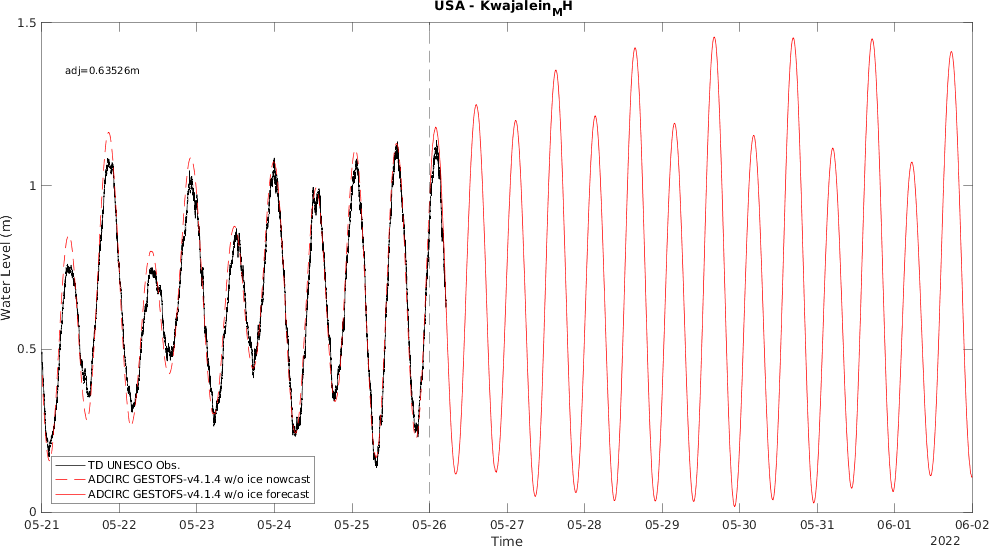 USA - Kwajalein_MH
1.5
adj=0.63526m
1
Water Level (m)
0.5
TD UNESCO Obs.
ADCIRC GESTOFS-v4.1.4 w/o ice nowcast
ADCIRC GESTOFS-v4.1.4 w/o ice forecast
0
05-21 05-22 05-23 05-24 05-25 05-26 05-27 05-28 05-29 05-30 05-31 06-01 06-02
Time
2022